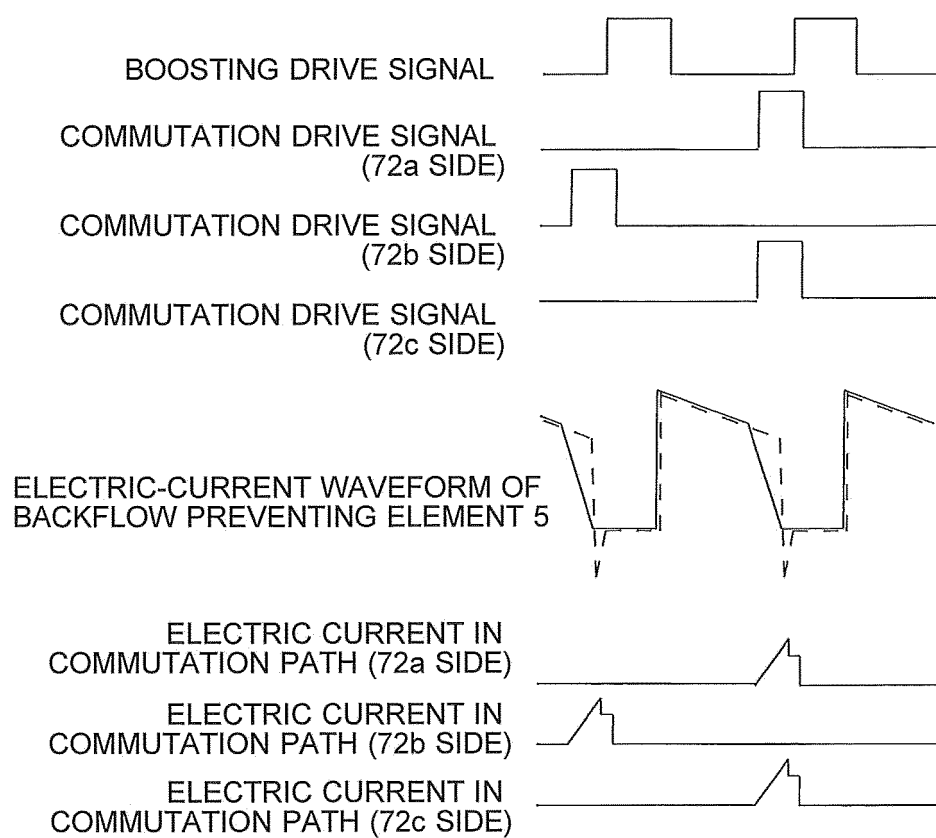 BOOSTING DRIVE SIGNAL
COMMUTATION DRIVE SIGNAL
(72a SIDE)
COMMUTATION DRIVE SIGNAL
(72b SIDE)
COMMUTATION DRIVE SIGNAL
(72c SIDE)
ELECTRIC-CURRENT WAVEFORM OF
BACKFLOW PREVENTING ELEMENT 5
ELECTRIC CURRENT IN
COMMUTATION PATH (72a SIDE)
ELECTRIC CURRENT IN
COMMUTATION PATH (72b SIDE)
ELECTRIC CURRENT IN
COMMUTATION PATH (72c SIDE)